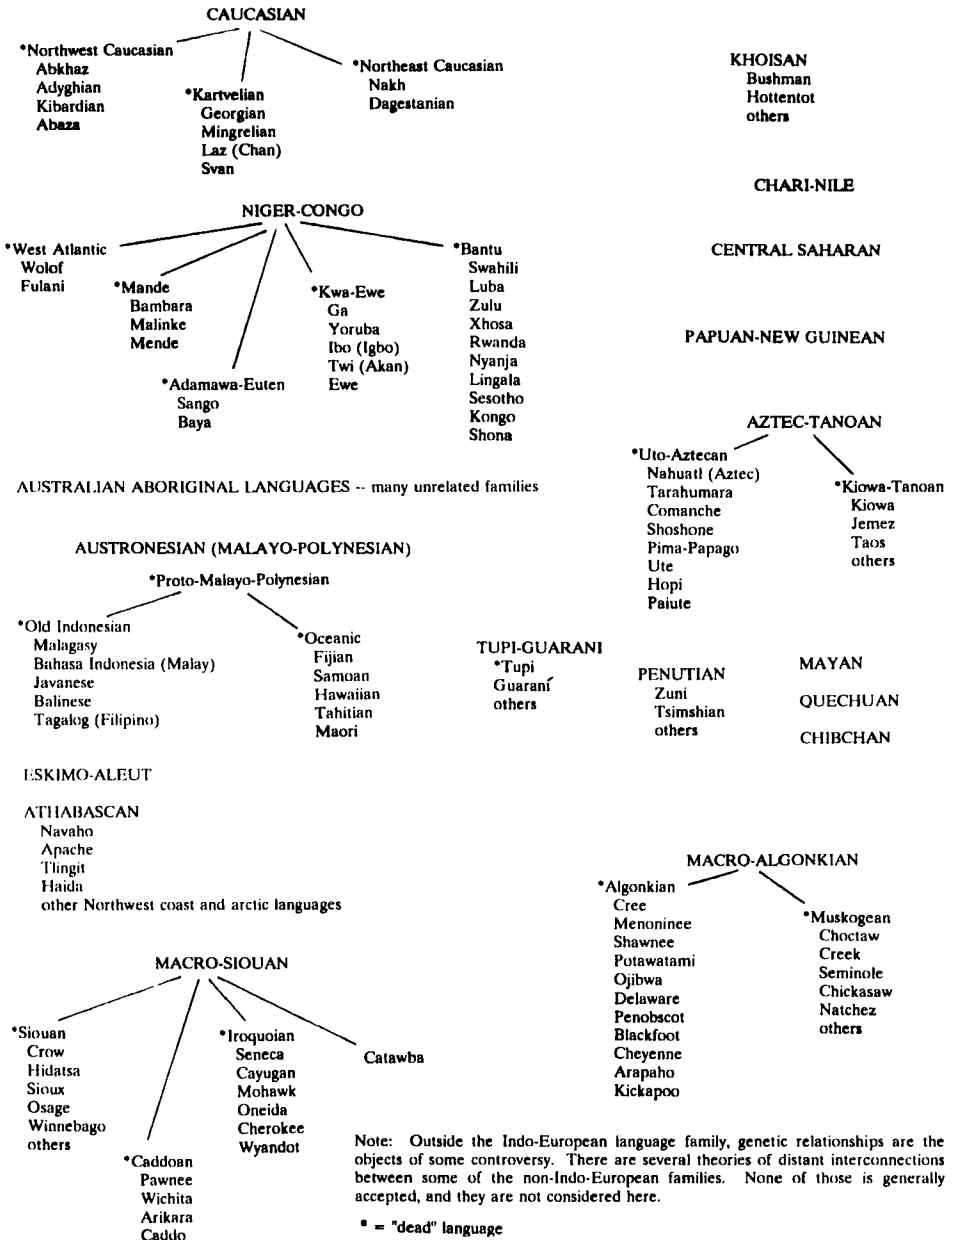 CAUCASIAN
*Northwest Caucasian
Abkhaz
Adyghian
Kibardian
Abaza
*Kartvelian
Georgian
Mingrelian
Laz (Chan)
Svan
*Northeast Caucasian
Nakh
Dagestanian
KHOISAN
Bushman
Hottentot
others
CHARI-NILE
CENTRAL SAHARAN
PAPUAN-NEW GUINEAN
NIGER-CONGO
*West Atlantic
Wolof
Fulani
*Mande
Bambara
Malinke
Mende
*Adamawa-Euten
Sango
Baya
*Kwa-Ewe
Ga
Yoruba
Ibo (Igbo)
Twi (Akan)
Ewe
*Bantu
Swahili
Luba
Zulu
Xhosa
Rwanda
Nyanja
Lingala
Sesotho
Kongo
Shona
AZTEC-TANOAN
*Uto-Aztecan
Nahuatl (Aztec)
Tarahumara
Comanche
Shoshone
Pima-Papago
Ute
Hopi
Paiute
*Kiowa-Tanoan
Kiowa
Jemez
Taos
others
AUSTRALIAN ABORIGINAL LANGUAGES -- many unrelated families
AUSTRONESIAN (MALAYO-POLYNESIAN)
*Proto-Malayo-Polynesian
*Old Indonesian
Malagasy
Bahasa Indonesia (Malay)
Javanese
Balinese
Tagalog (Filipino)
*Oceanic
Fijian
Samoan
Hawaiian
Tahitian
Maori
TUPI-GUARANI
*Tupi
Guaraní
others
PENUTIAN
Zuni
Tsimshian
others
MAYAN
QUECHUAN
CHIBCHAN
ESKIMO-ALEUT
ATHABASCAN
Navaho
Apache
Tlingit
Haida
other Northwest coast and arctic languages
MACRO-ALGONKIAN
*Algonkian
Cree
Menoninee
Shawnee
Potawatami
Ojibwa
Delaware
Penobscot
Blackfoot
Cheyenne
Arapaho
Kickapoo
*Muskogean
Choctaw
Creek
Seminole
Chickasaw
Natchez
others
MACRO-SIOUAN
*Siouan
Crow
Hidatsa
Sioux
Osage
Winnebago
others
*Caddoan
Pawnee
Wichita
Arikara
Caddo
*Iroquoian
Seneca
Cayugan
Mohawk
Oneida
Cherokee
Wyandot
Catawba
Note: Outside the Indo-European language family, genetic relationships are the
objects of some controversy. There are several theories of distant interconnections
between some of the non-Indo-European families. None of those is generally
accepted, and they are not considered here.
* = "dead" language